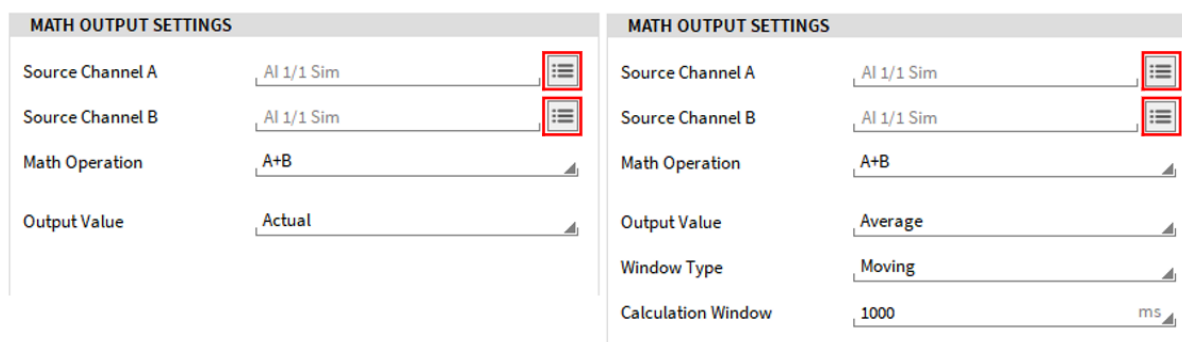 MATH OUTPUT SETTINGS
Source Channel A AI 1/1 Sim
Source Channel B AI 1/1 Sim
Math Operation A+B
Output Value Actual
MATH OUTPUT SETTINGS
Source Channel A AI 1/1 Sim
Source Channel B AI 1/1 Sim
Math Operation A+B
Output Value Average
Window Type Moving
Calculation Window 1000 ms